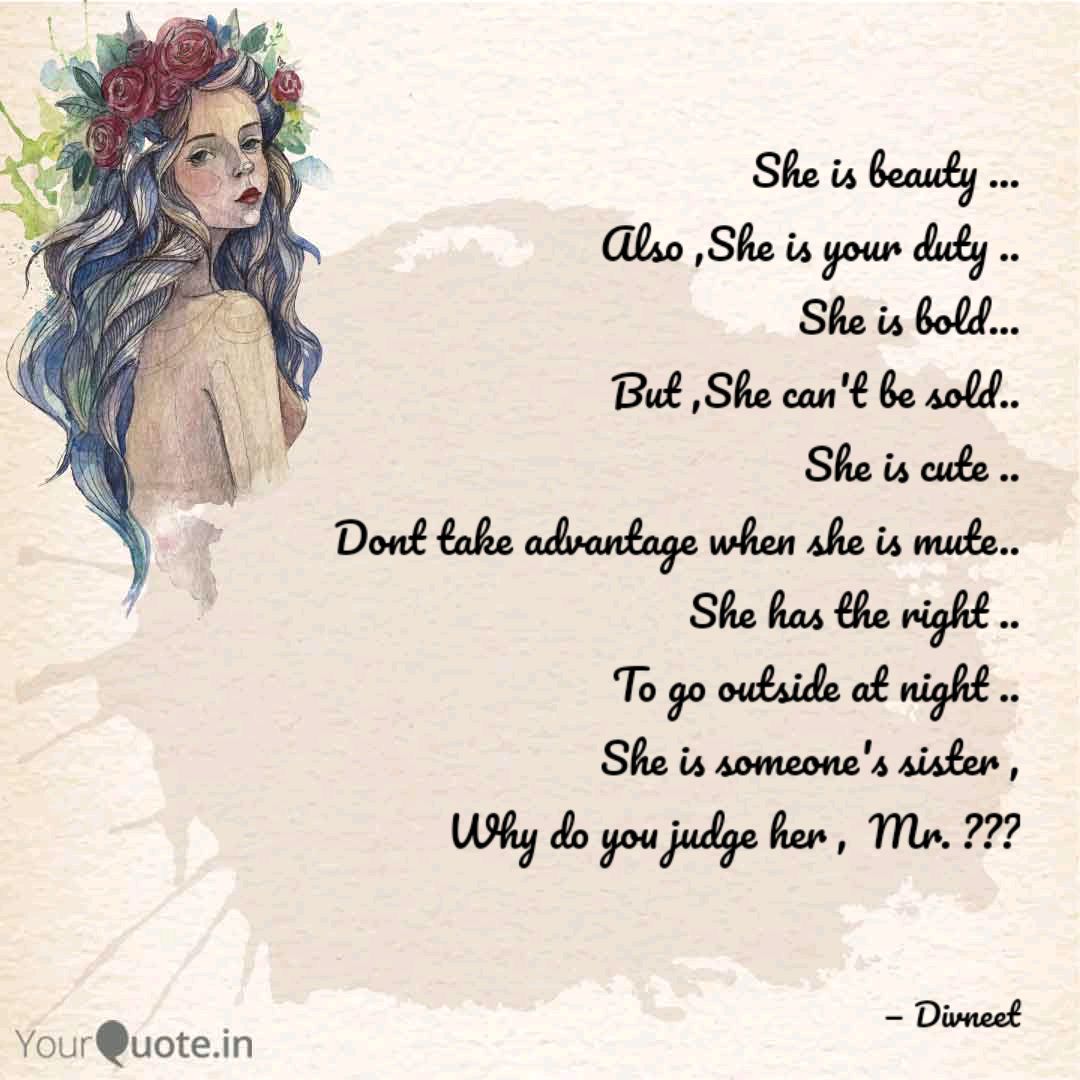 She is beauty ...
Also ,She is your duty ..
She is bold...
But ,She can't be sold..
She is cute ..
Dont take advantage when she is mute..
She has the right ..
To go outside at night ..
She is someone's sister ,
Why do you judge her ,  Mr. ???
– Divneet
YourQuote.in